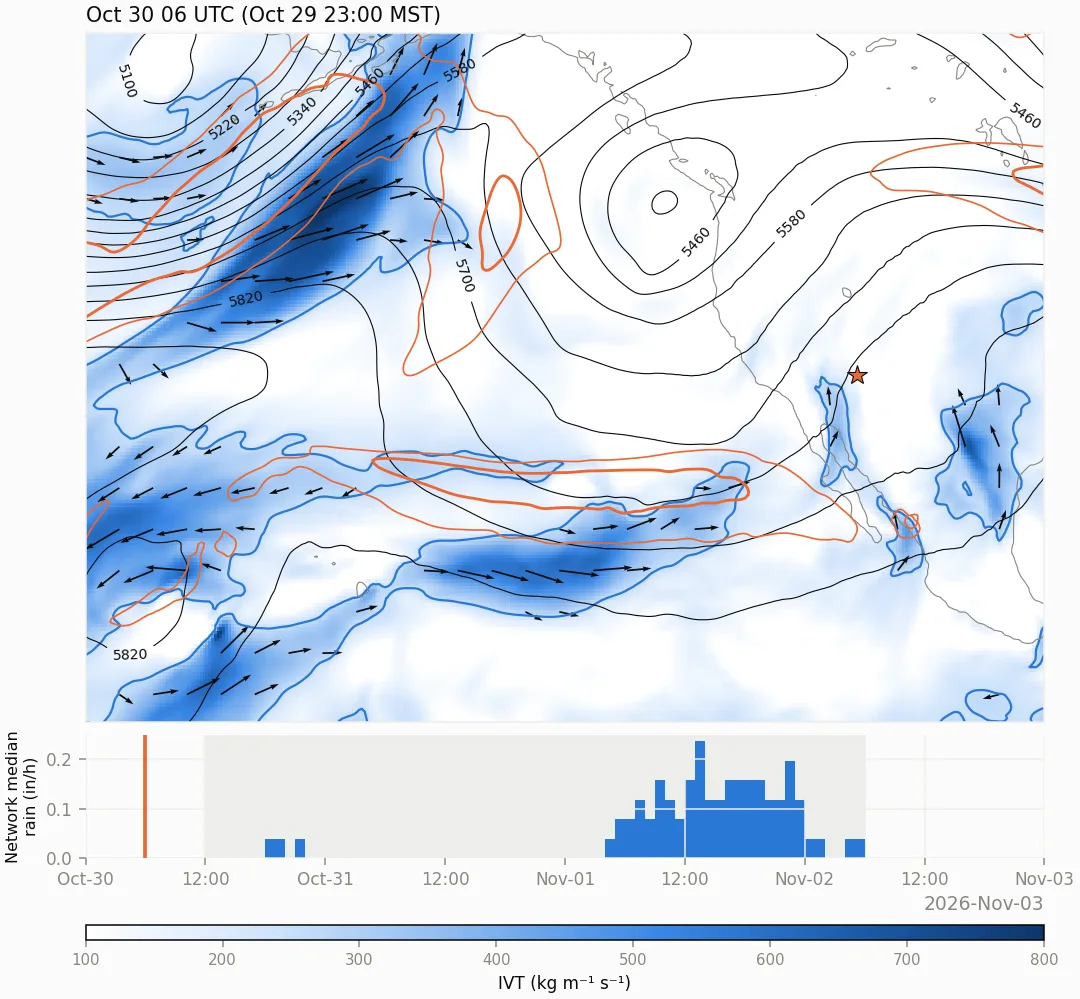 Oct 30 06 UTC (Oct 29 23:00 MST)
5100
5220
5340
5460
5580
5460
5580
5460
5700
5820
5820
Network median
rain (in/h)
0.2
0.1
0.0
Oct-30
12:00
Oct-31
12:00
Nov-01
12:00
Nov-02
12:00
Nov-03
2026-Nov-03
100
200
300
400
500
600
700
800
IVT (kg m⁻¹ s⁻¹)